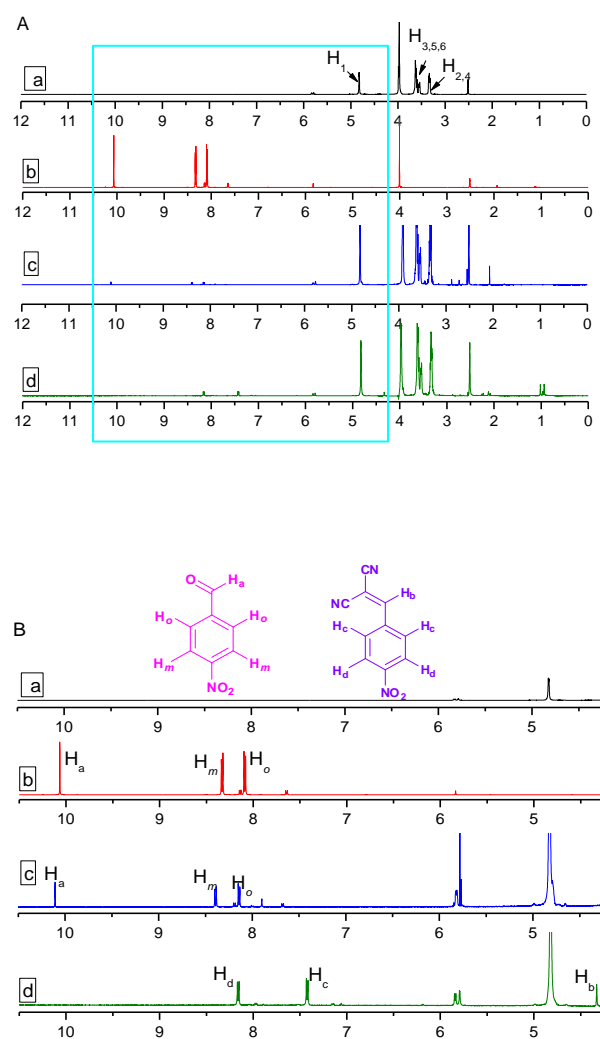 A
H3,5,6
H1
H2,4
a
12 11 10 9 8 7 6 5 4 3 2 1 0
b
12 11 10 9 8 7 6 5 4 3 2 1 0
c
12 11 10 9 8 7 6 5 4 3 2 1 0
d
12 11 10 9 8 7 6 5 4 3 2 1 0
B
O Ha
Ho Ho
Hm Hm
NO2
CN
NC Hb
Hc Hc
Hd Hd
NO2
a
10 9 8 7 6 5
b
Ha Hm Ho
10 9 8 7 6 5
c
Ha Hm Ho
10 9 8 7 6 5
d
Hd Hc Hb
10 9 8 7 6 5